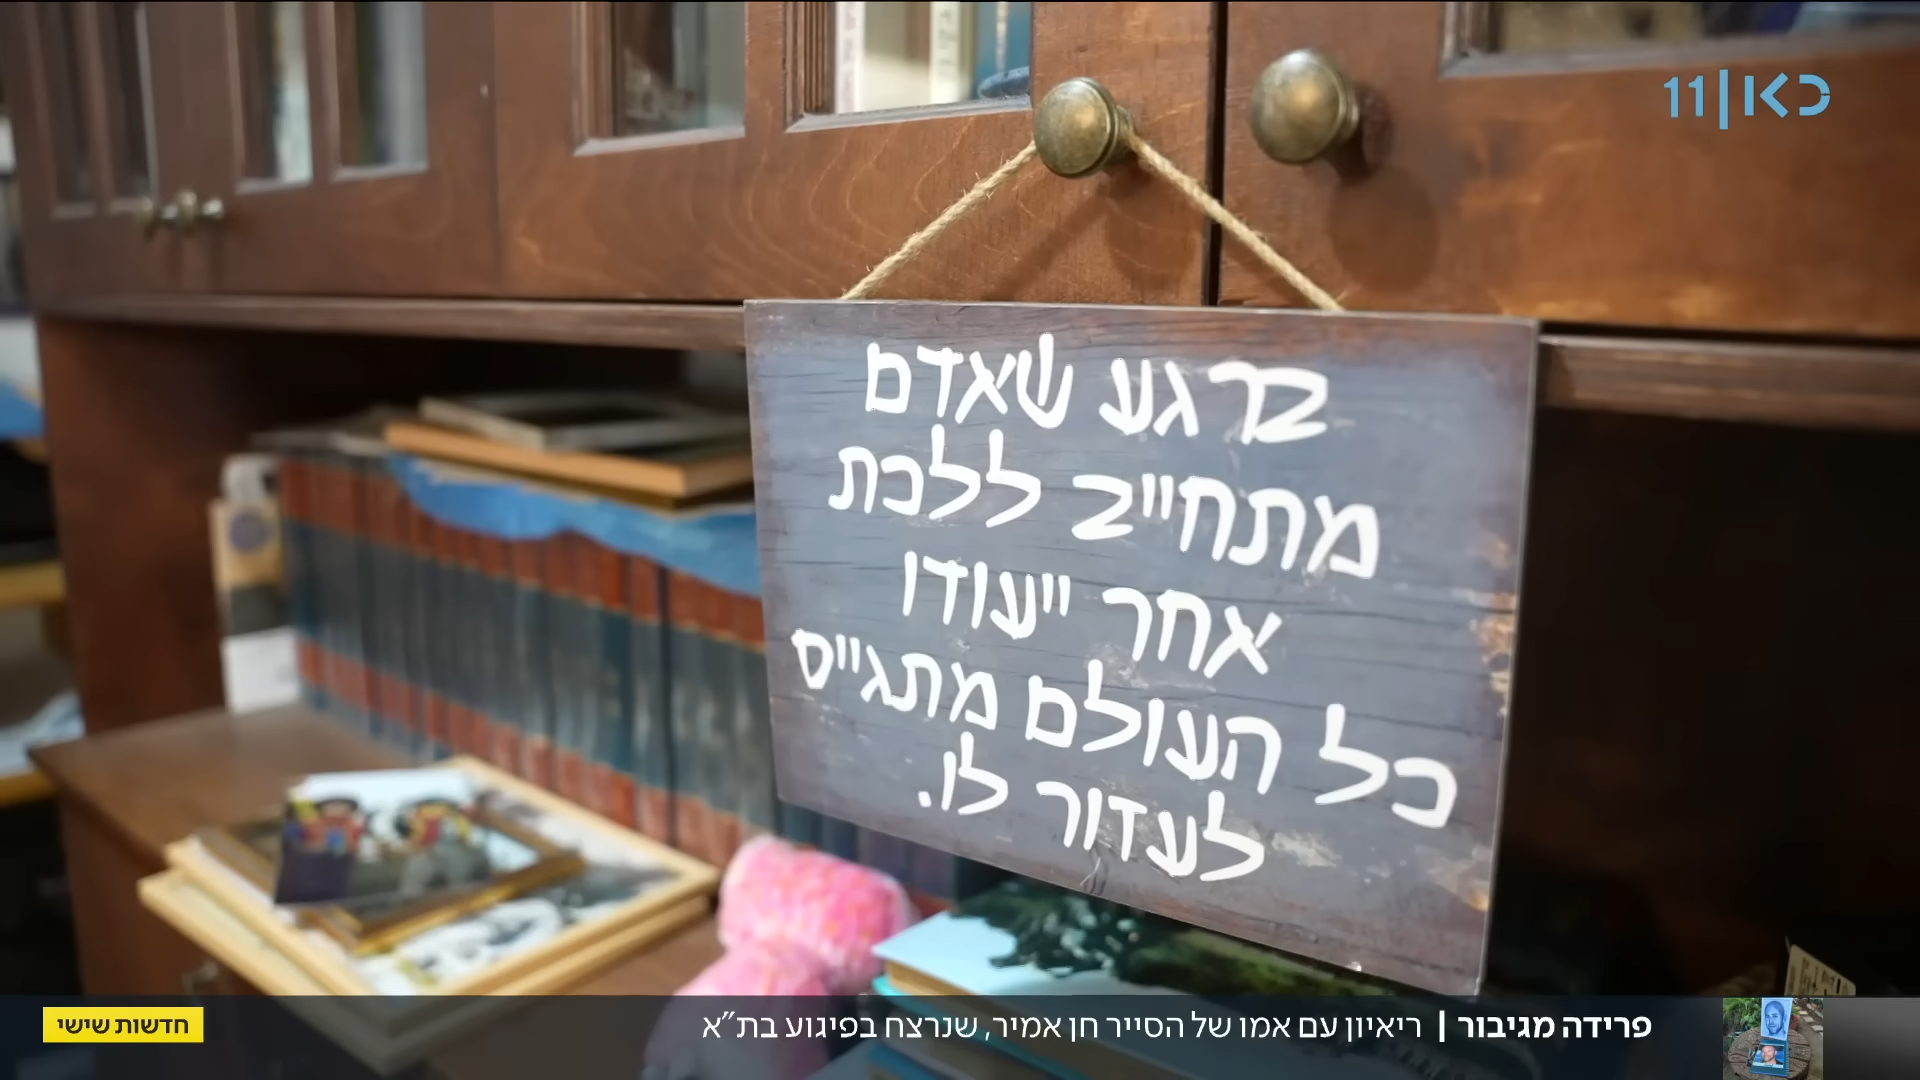 כאן 11
ברגע שאדם
מתחייב ללכת
אחר ייעודו
כל העולם מתגייס
לעזור לו.
פרידה מגיבור | ריאיון עם אמו של הסייר חן אמיר, שנרצח בפיגוע בת״א
חדשות שישי